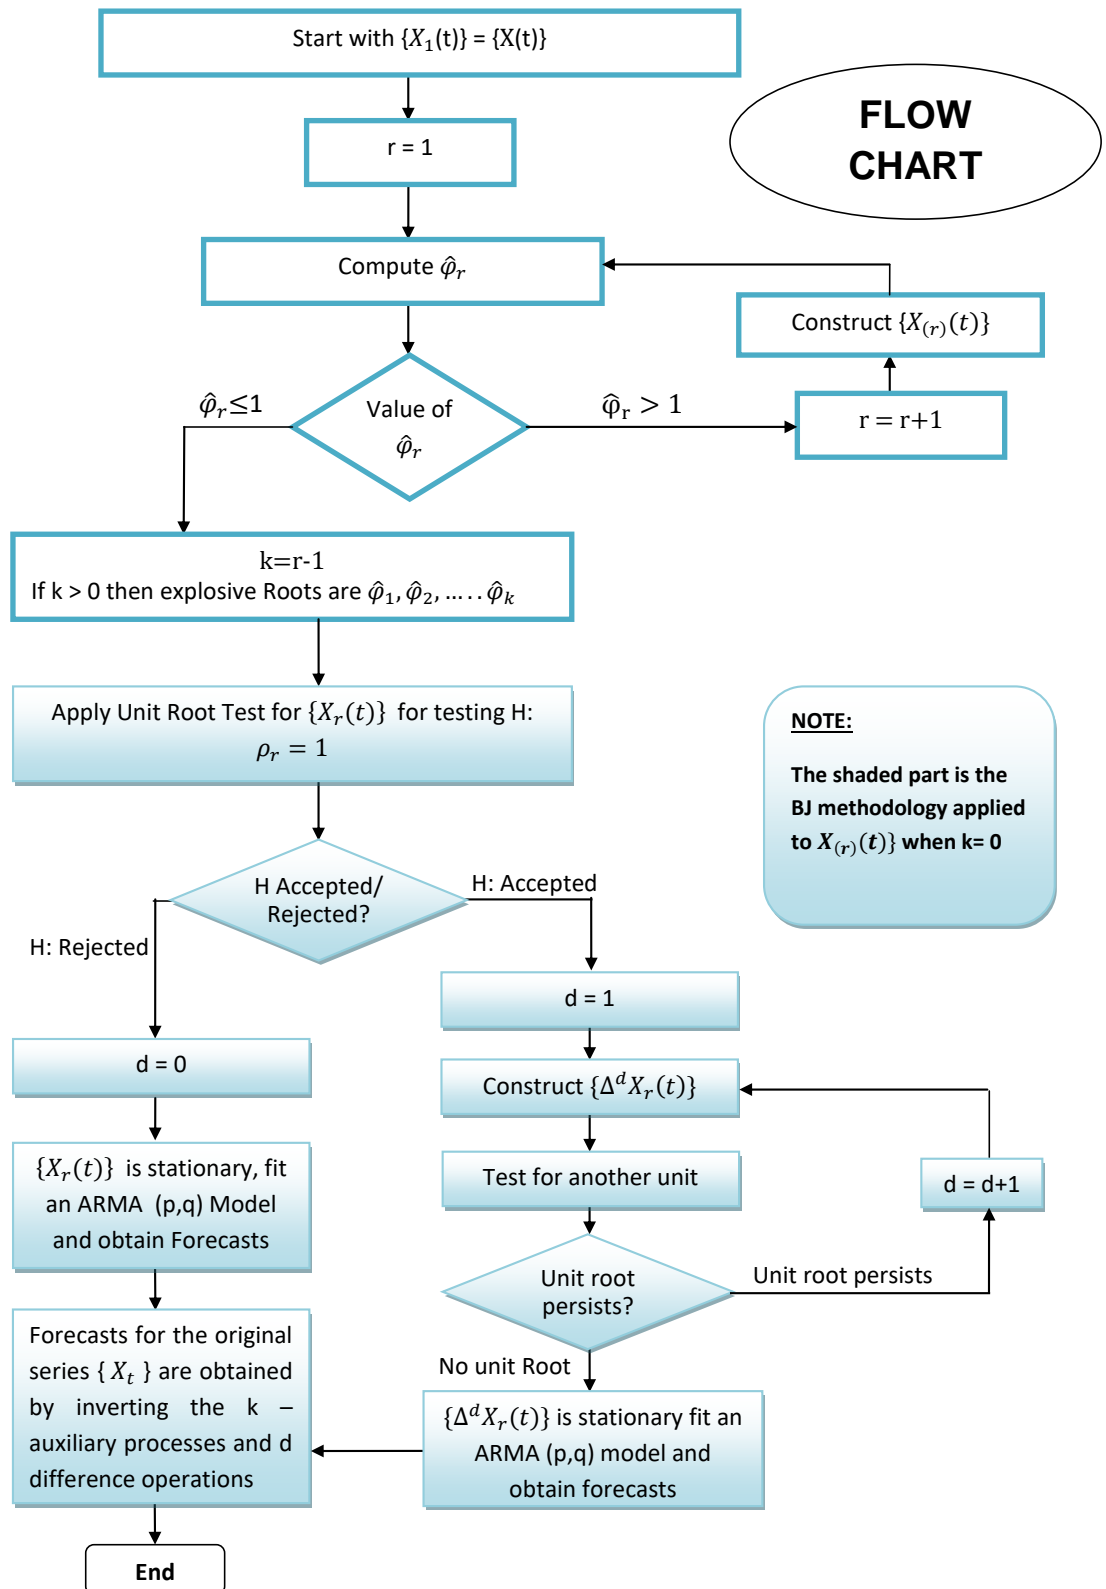 Start with {X₁(t)} = {X(t)}
FLOW
CHART
r = 1
Compute φ̂ᵣ
Construct {X₍ᵣ₎(t)}
φ̂ᵣ≤1
Value of
φ̂ᵣ
φ̂ᵣ > 1
r = r+1
k=r-1
If k > 0 then explosive Roots are φ̂₁, φ̂₂, ….. φ̂ₖ
Apply Unit Root Test for {Xᵣ(t)} for testing H:
ρᵣ = 1
NOTE:
The shaded part is the
BJ methodology applied
to X₍ᵣ₎(t)} when k= 0
H Accepted/
Rejected?
H: Accepted
H: Rejected
d = 1
d = 0
Construct {Δᵈ Xᵣ(t)}
{Xᵣ(t)} is stationary, fit
an ARMA (p,q) Model
and obtain Forecasts
Test for another unit
d = d+1
Unit root
persists?
Unit root persists
Forecasts for the original
series { Xₜ } are obtained
by inverting the k –
auxiliary processes and d
difference operations
No unit Root
{Δᵈ Xᵣ(t)} is stationary fit an
ARMA (p,q) model and
obtain forecasts
End